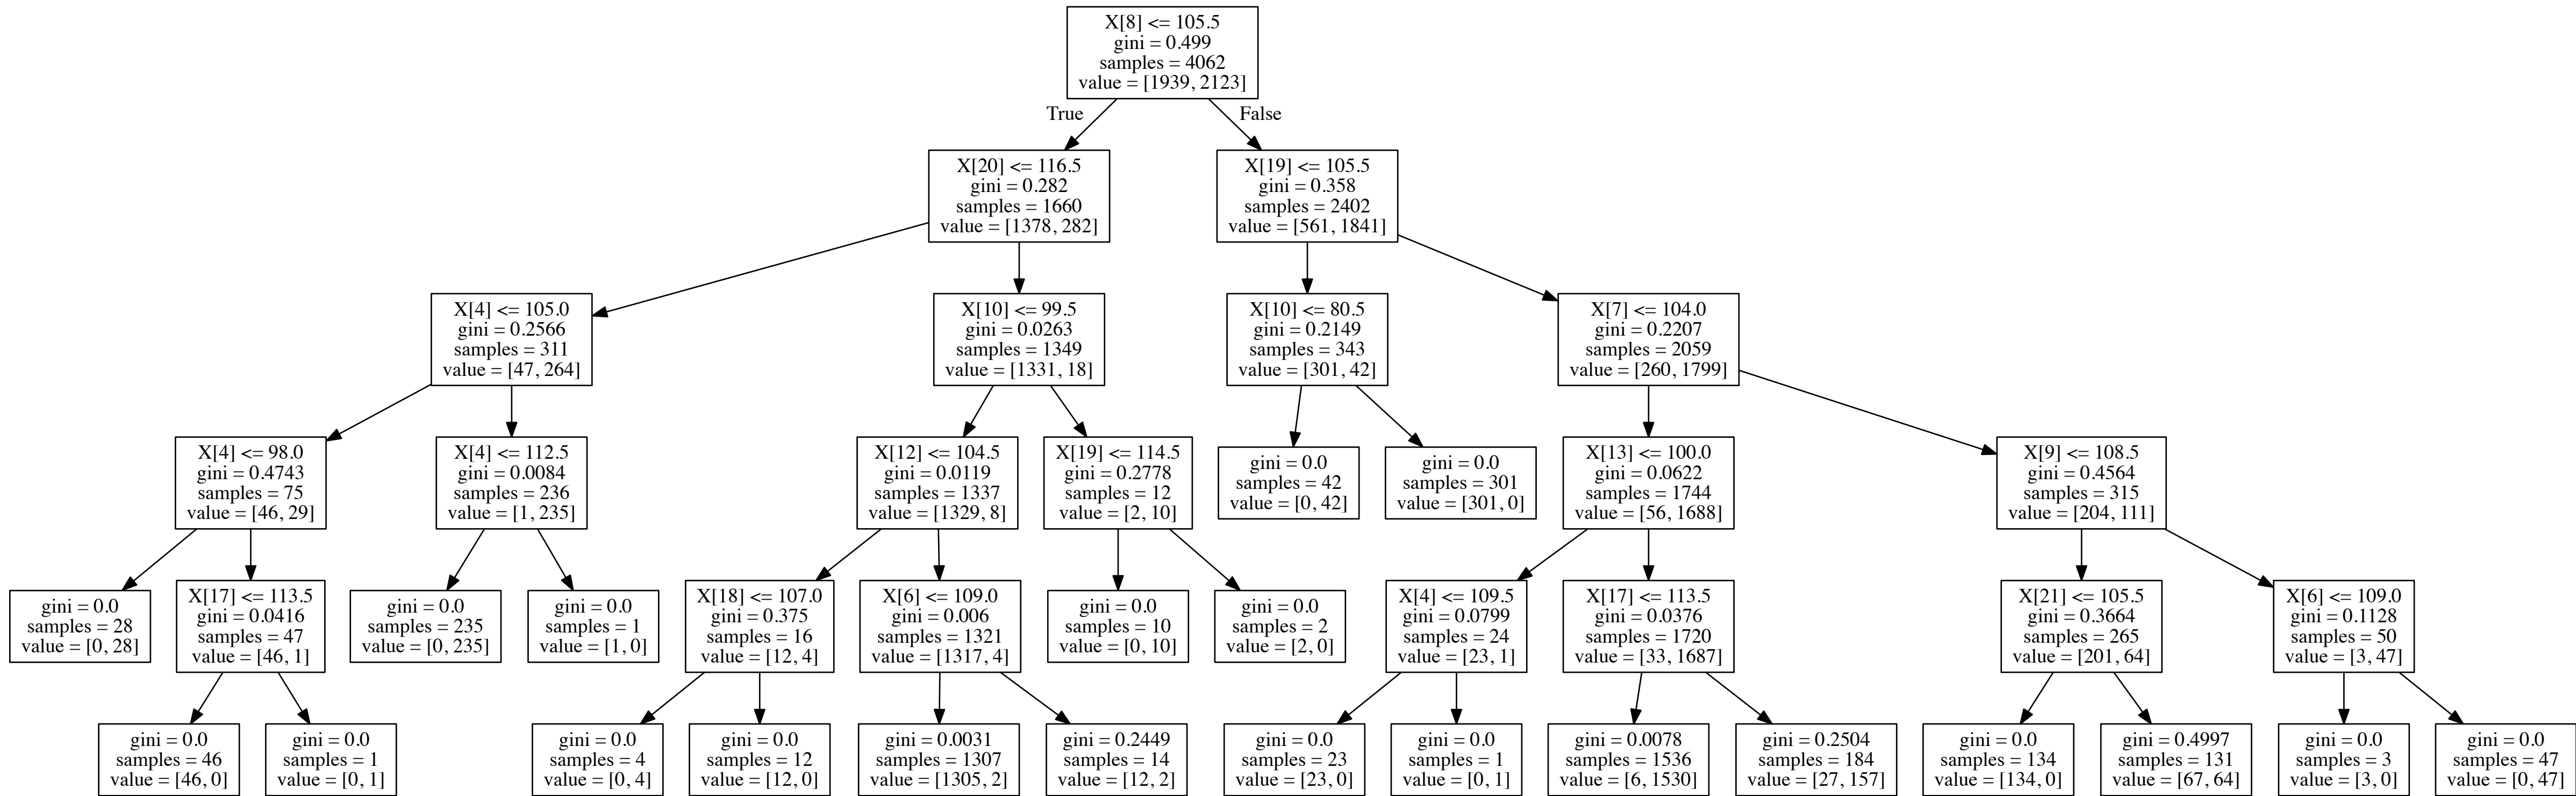 X[8] <= 105.5
gini = 0.499
samples = 4062
value = [1939, 2123]
True
False
X[20] <= 116.5
gini = 0.282
samples = 1660
value = [1378, 282]
X[19] <= 105.5
gini = 0.358
samples = 2402
value = [561, 1841]
X[4] <= 105.0
gini = 0.2566
samples = 311
value = [47, 264]
X[10] <= 99.5
gini = 0.0263
samples = 1349
value = [1331, 18]
X[10] <= 80.5
gini = 0.2149
samples = 343
value = [301, 42]
X[7] <= 104.0
gini = 0.2207
samples = 2059
value = [260, 1799]
X[4] <= 98.0
gini = 0.4743
samples = 75
value = [46, 29]
X[4] <= 112.5
gini = 0.0084
samples = 236
value = [1, 235]
X[12] <= 104.5
gini = 0.0119
samples = 1337
value = [1329, 8]
X[19] <= 114.5
gini = 0.2778
samples = 12
value = [2, 10]
gini = 0.0
samples = 42
value = [0, 42]
gini = 0.0
samples = 301
value = [301, 0]
X[13] <= 100.0
gini = 0.0622
samples = 1744
value = [56, 1688]
X[9] <= 108.5
gini = 0.4564
samples = 315
value = [204, 111]
gini = 0.0
samples = 28
value = [0, 28]
X[17] <= 113.5
gini = 0.0416
samples = 47
value = [46, 1]
gini = 0.0
samples = 235
value = [0, 235]
gini = 0.0
samples = 1
value = [1, 0]
X[18] <= 107.0
gini = 0.375
samples = 16
value = [12, 4]
X[6] <= 109.0
gini = 0.006
samples = 1321
value = [1317, 4]
gini = 0.0
samples = 10
value = [0, 10]
gini = 0.0
samples = 2
value = [2, 0]
X[4] <= 109.5
gini = 0.0799
samples = 24
value = [23, 1]
X[17] <= 113.5
gini = 0.0376
samples = 1720
value = [33, 1687]
X[21] <= 105.5
gini = 0.3664
samples = 265
value = [201, 64]
X[6] <= 109.0
gini = 0.1128
samples = 50
value = [3, 47]
gini = 0.0
samples = 46
value = [46, 0]
gini = 0.0
samples = 1
value = [0, 1]
gini = 0.0
samples = 4
value = [0, 4]
gini = 0.0
samples = 12
value = [12, 0]
gini = 0.0031
samples = 1307
value = [1305, 2]
gini = 0.2449
samples = 14
value = [12, 2]
gini = 0.0
samples = 23
value = [23, 0]
gini = 0.0
samples = 1
value = [0, 1]
gini = 0.0078
samples = 1536
value = [6, 1530]
gini = 0.2504
samples = 184
value = [27, 157]
gini = 0.0
samples = 134
value = [134, 0]
gini = 0.4997
samples = 131
value = [67, 64]
gini = 0.0
samples = 3
value = [3, 0]
gini = 0.0
samples = 47
value = [0, 47]